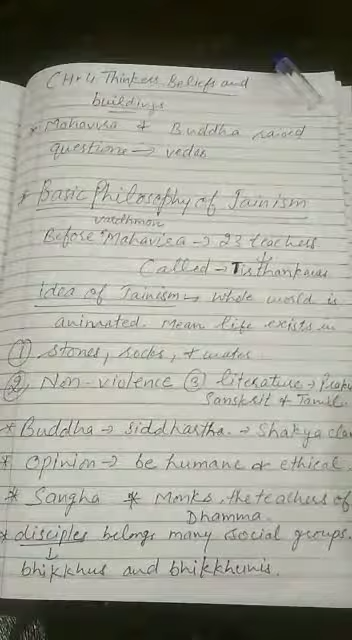 CH-4 Thinkers Beliefs and
buildings
* Mahavira & Buddha raised
questione → vedas
* Basic Philosophy of Jainism
Vardhman
Before Mahavira → 23 teachers
Called → Tirthankaras
Idea of Jainism → Whole world is
animated. Mean life exists in
① Stones, rocks, & water
② Non-violence ③ literature →
Sanskrit & Tamil
* Buddha → Siddhartha. → Shakya clan
* Opinion → be humane or ethical.
* Sangha * Monks, the teachers of
Dhamma.
* disciples belongs many social groups.
↓
bhikkhus and bhikkhunis.